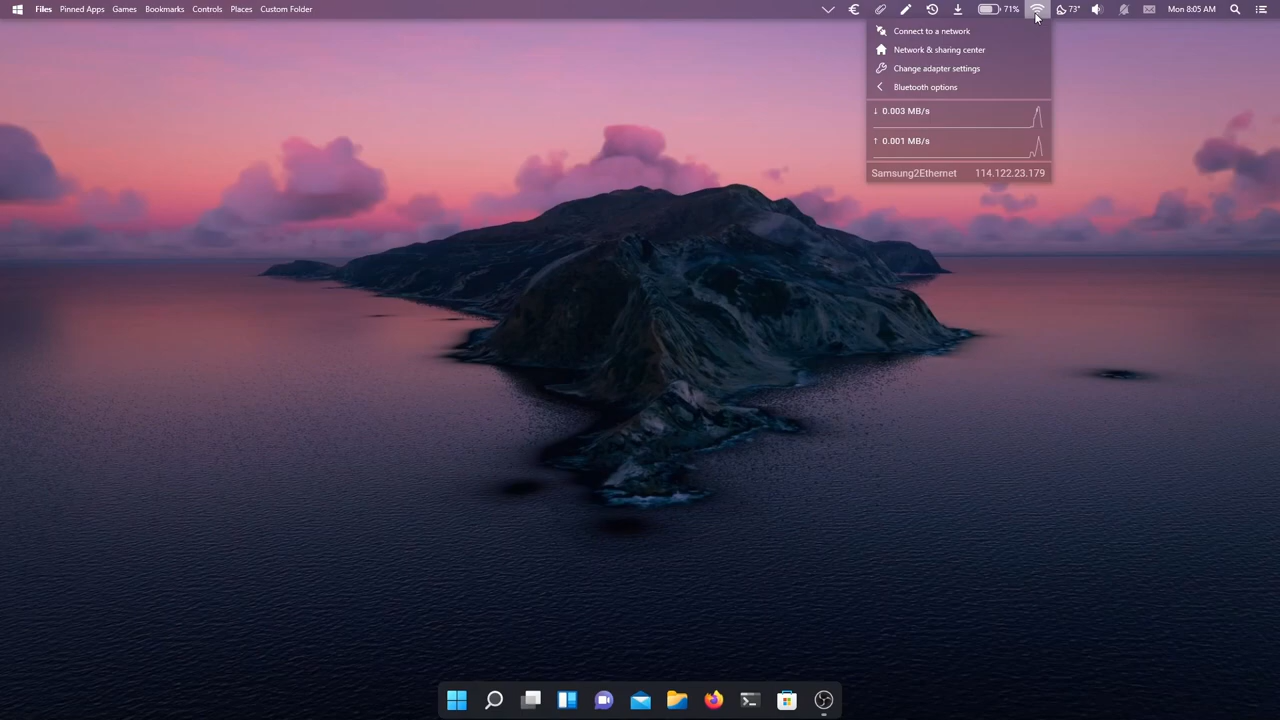 Files Pinned Apps Games Bookmarks Controls Places Custom Folder
71% 73° Mon 8:05 AM
Connect to a network
Network & sharing center
Change adapter settings
Bluetooth options
↓ 0.003 MB/s
↑ 0.001 MB/s
Samsung2Ethernet 114.122.23.179